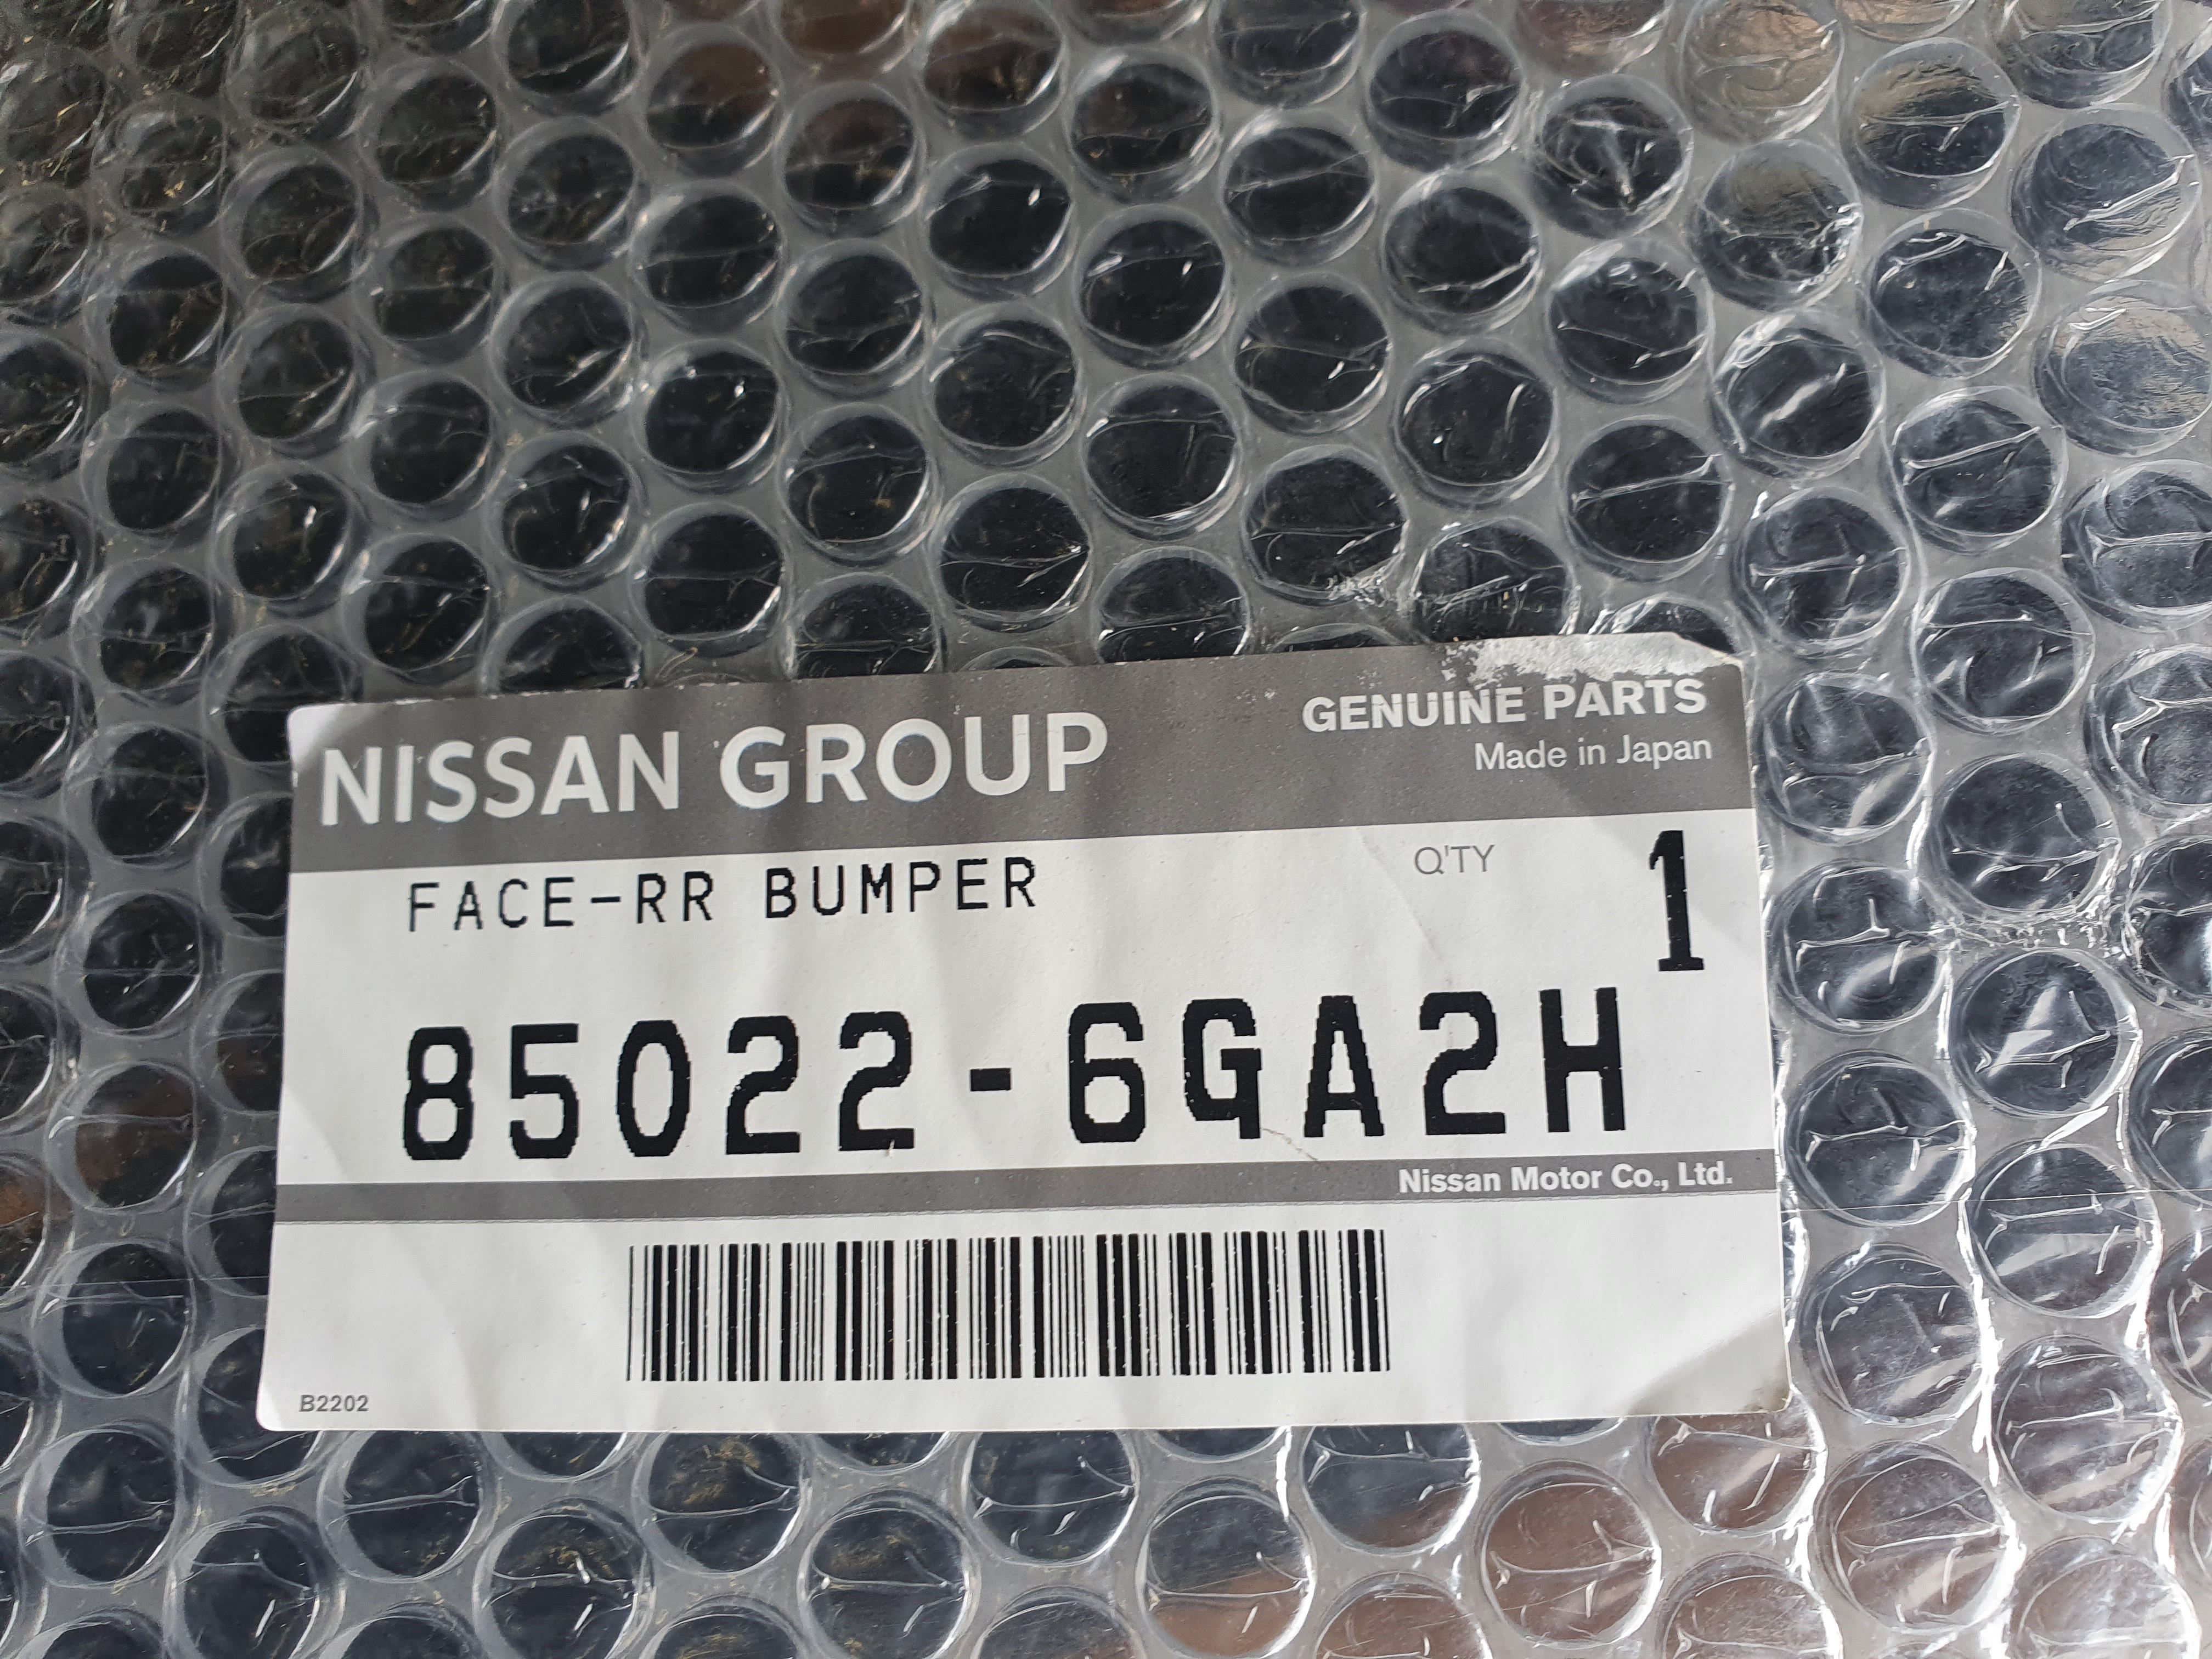 NISSAN GROUP
GENUINE PARTS
Made in Japan
FACE-RR BUMPER
Q'TY 1
85022-6GA2H
Nissan Motor Co., Ltd.
B2202